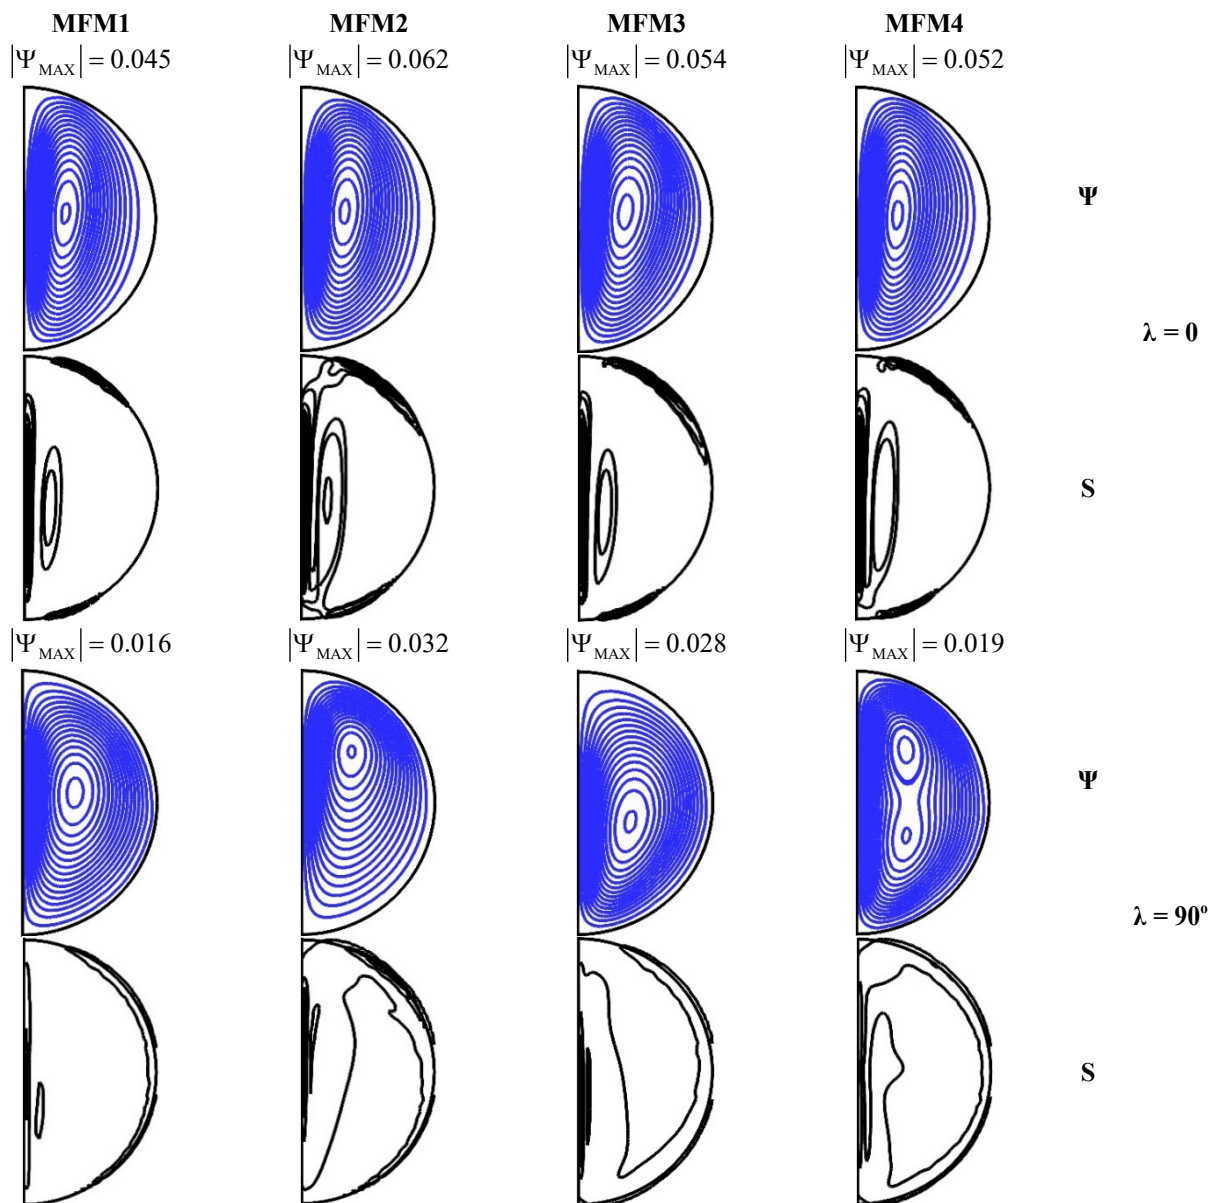 MFM1 MFM2 MFM3 MFM4
|Ψ_MAX| = 0.045 |Ψ_MAX| = 0.062 |Ψ_MAX| = 0.054 |Ψ_MAX| = 0.052
Ψ
λ = 0
S
|Ψ_MAX| = 0.016 |Ψ_MAX| = 0.032 |Ψ_MAX| = 0.028 |Ψ_MAX| = 0.019
Ψ
λ = 90º
S